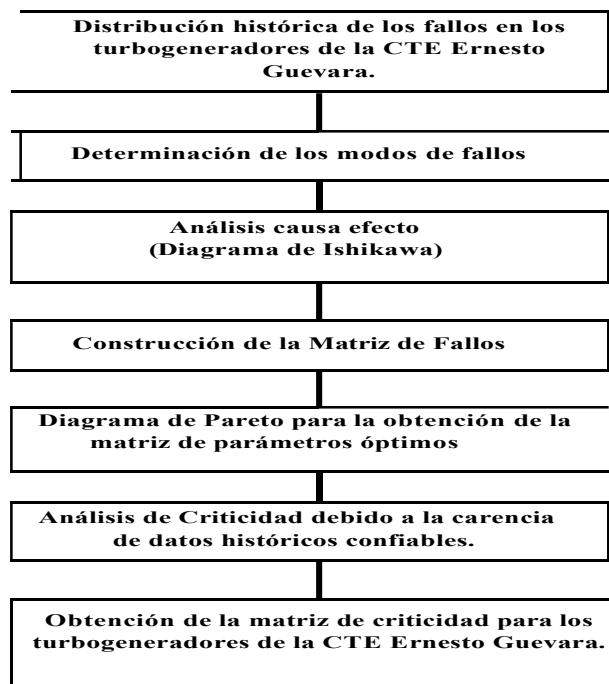 Distribución histórica de los fallos en los
turbogeneradores de la CTE Ernesto
Guevara.
Determinación de los modos de fallos
Análisis causa efecto
(Diagrama de Ishikawa)
Construcción de la Matriz de Fallos
Diagrama de Pareto para la obtención de la
matriz de parámetros óptimos
Análisis de Criticidad debido a la carencia
de datos históricos confiables.
Obtención de la matriz de criticidad para los
turbogeneradores de la CTE Ernesto Guevara.